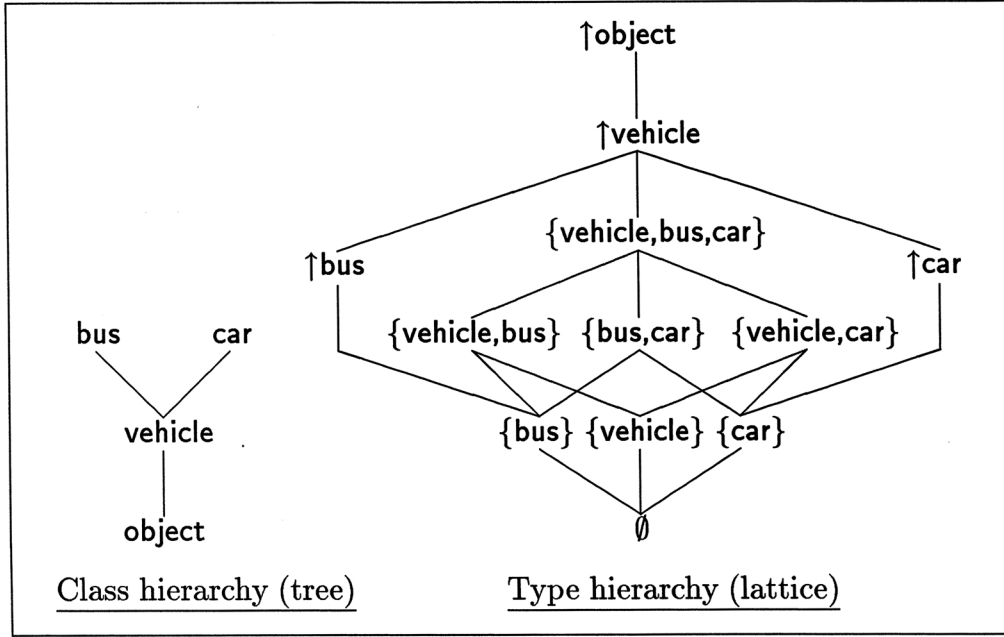 ↑object
↑vehicle
{vehicle,bus,car}
↑bus
↑car
bus car
{vehicle,bus} {bus,car} {vehicle,car}
vehicle
{bus} {vehicle} {car}
object
∅
Class hierarchy (tree)
Type hierarchy (lattice)